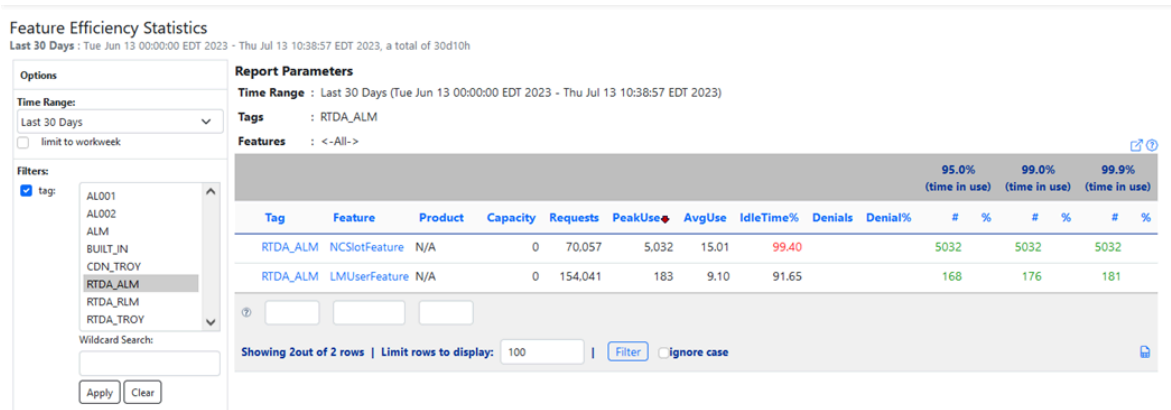 Feature Efficiency Statistics
Last 30 Days : Tue Jun 13 00:00:00 EDT 2023 - Thu Jul 13 10:38:57 EDT 2023, a total of 30d10h
Options
Time Range:
Last 30 Days
limit to workweek
Filters:
tag:
AL001
AL002
ALM
BUILT_IN
CDN_TROY
RTDA_ALM
RTDA_RLM
RTDA_TROY
Wildcard Search:
Apply Clear
Report Parameters
Time Range : Last 30 Days (Tue Jun 13 00:00:00 EDT 2023 - Thu Jul 13 10:38:57 EDT 2023)
Tags : RTDA_ALM
Features : <-All->
95.0% 99.0% 99.9%
(time in use) (time in use) (time in use)
Tag Feature Product Capacity Requests PeakUse AvgUse IdleTime% Denials Denial% # % # % # %
RTDA_ALM NCSlotFeature N/A 0 70,057 5,032 15.01 99.40 5032 5032 5032
RTDA_ALM LMUserFeature N/A 0 154,041 183 9.10 91.65 168 176 181
Showing 2out of 2 rows | Limit rows to display: 100 | Filter ignore case